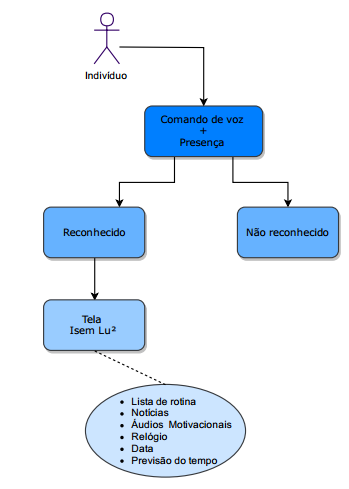 Indivíduo
Comando de voz
+
Presença
Reconhecido
Não reconhecido
Tela
Isem Lu²
• Lista de rotina
• Notícias
• Áudios Motivacionais
• Relógio
• Data
• Previsão do tempo